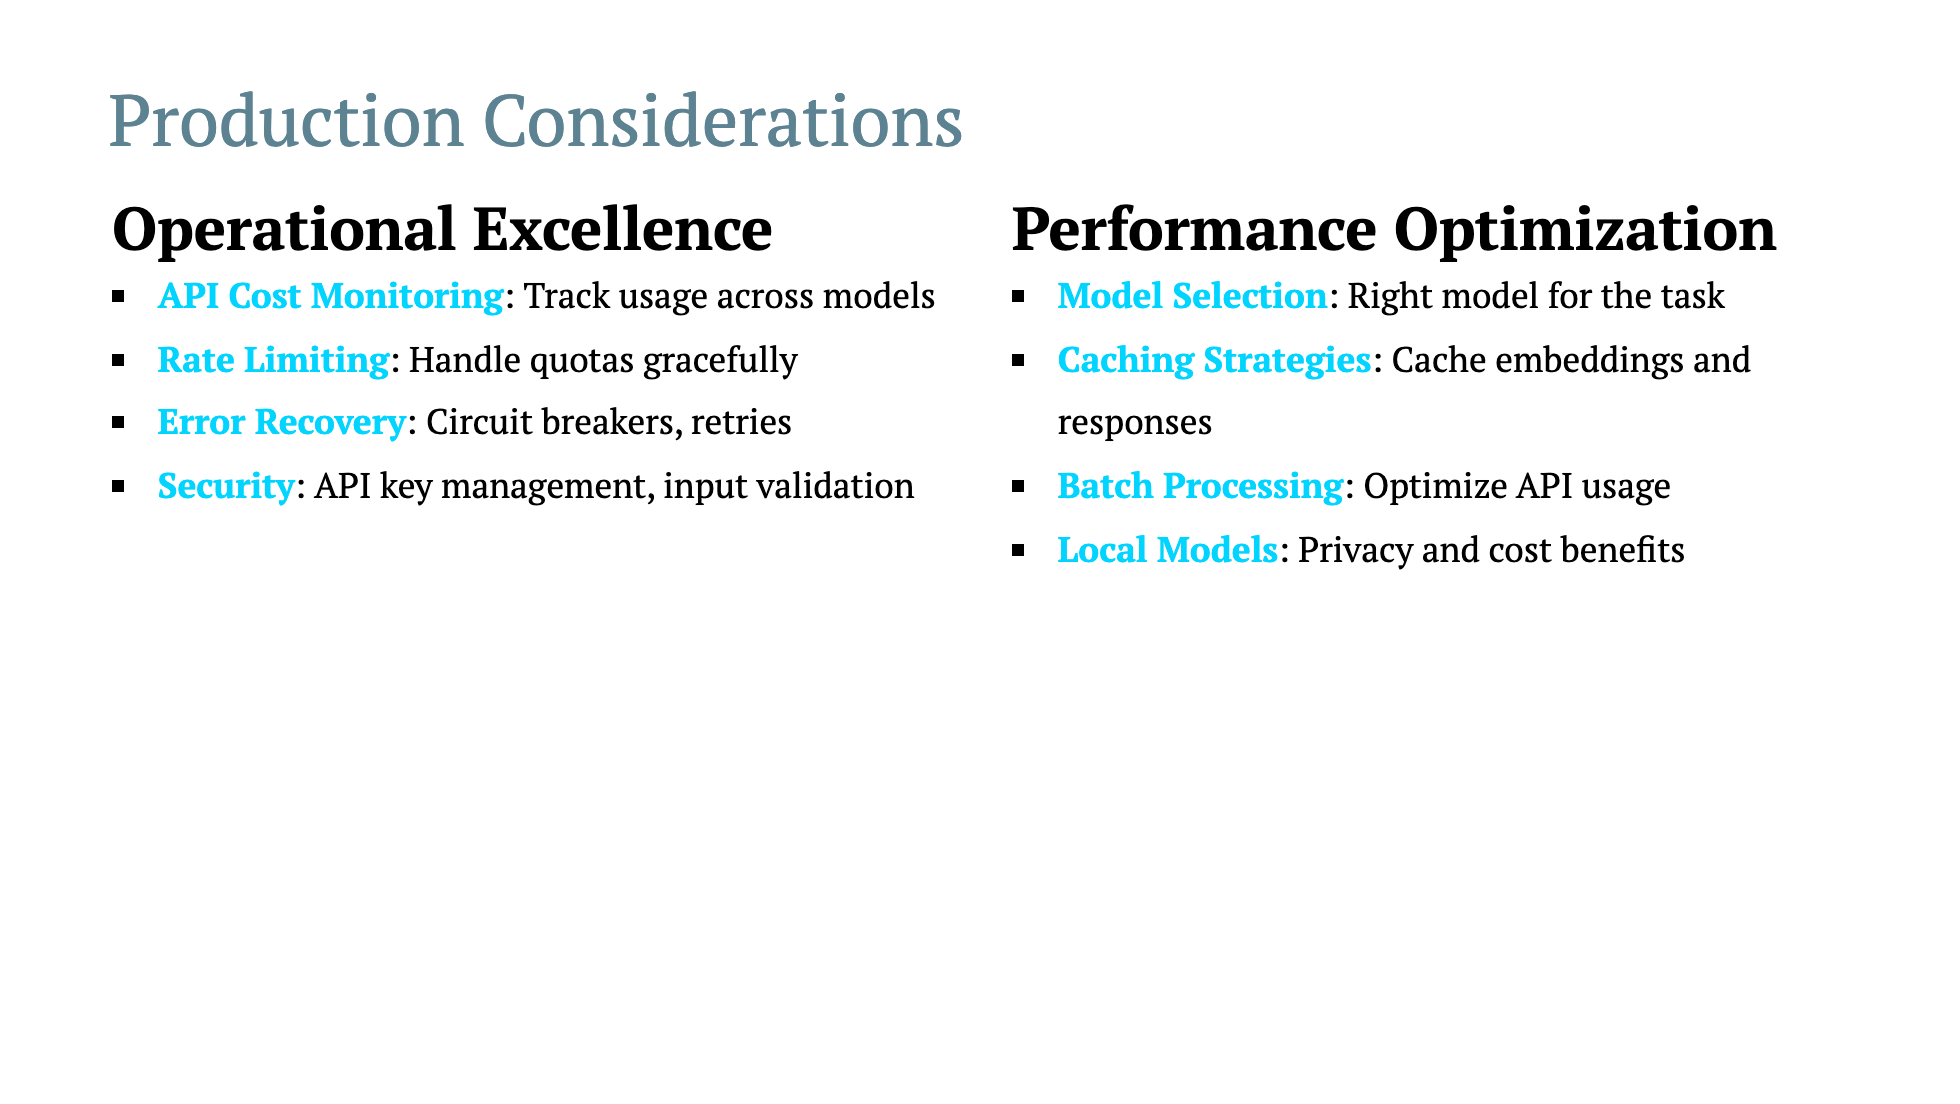 Production Considerations
Operational Excellence
▪ API Cost Monitoring: Track usage across models
▪ Rate Limiting: Handle quotas gracefully
▪ Error Recovery: Circuit breakers, retries
▪ Security: API key management, input validation
Performance Optimization
▪ Model Selection: Right model for the task
▪ Caching Strategies: Cache embeddings and
responses
▪ Batch Processing: Optimize API usage
▪ Local Models: Privacy and cost benefits